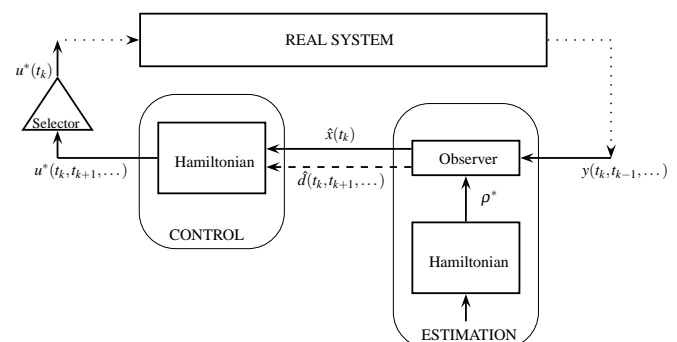 REAL SYSTEM
u*(t_k)
Selector
u*(t_k, t_{k+1}, ...)
Hamiltonian
CONTROL
x̂(t_k)
d̂(t_k, t_{k+1}, ...)
Observer
y(t_k, t_{k-1}, ...)
ρ*
Hamiltonian
ESTIMATION